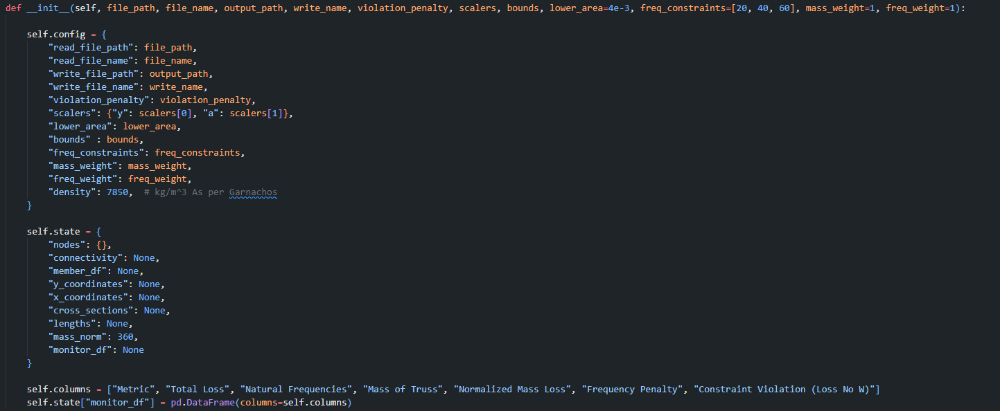 def __init__(self, file_path, file_name, output_path, write_name, violation_penalty, scalers, bounds, lower_area=4e-3, freq_constraints=[20, 40, 60], mass_weight=1, freq_weight=1):
self.config = {
"read_file_path": file_path,
"read_file_name": file_name,
"write_file_path": output_path,
"write_file_name": write_name,
"violation_penalty": violation_penalty,
"scalers": {"y": scalers[0], "a": scalers[1]},
"lower_area": lower_area,
"bounds" : bounds,
"freq_constraints": freq_constraints,
"mass_weight": mass_weight,
"freq_weight": freq_weight,
"density": 7850,  # kg/m^3 As per Garnachos
}
self.state = {
"nodes": {},
"connectivity": None,
"member_df": None,
"y_coordinates": None,
"x_coordinates": None,
"cross_sections": None,
"lengths": None,
"mass_norm": 360,
"monitor_df": None
}
self.columns = ["Metric", "Total Loss", "Natural Frequencies", "Mass of Truss", "Normalized Mass Loss", "Frequency Penalty", "Constraint Violation (Loss No W)"]
self.state["monitor_df"] = pd.DataFrame(columns=self.columns)